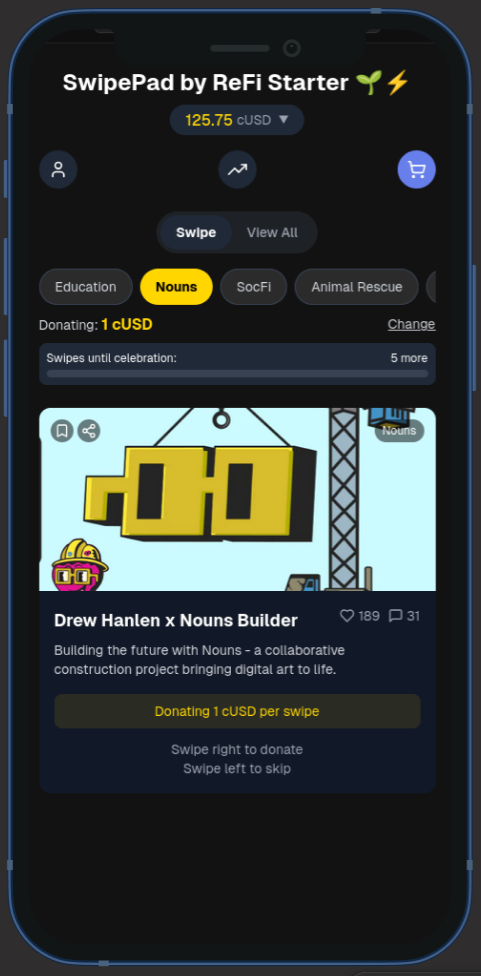 SwipePad by ReFi Starter 🌱⚡
125.75 cUSD ▼
Swipe View All
Education Nouns SocFi Animal Rescue
Donating: 1 cUSD Change
Swipes until celebration: 5 more
Nouns
Drew Hanlen x Nouns Builder 189 31
Building the future with Nouns - a collaborative
construction project bringing digital art to life.
Donating 1 cUSD per swipe
Swipe right to donate
Swipe left to skip